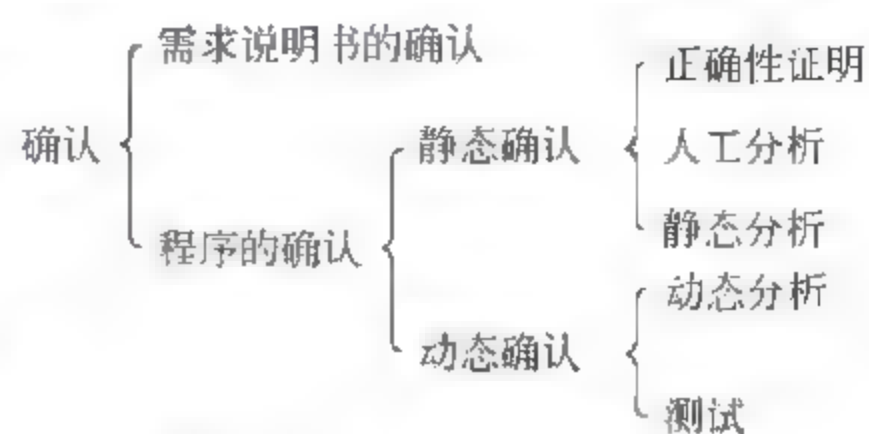 需求说明书的确认
正确性证明
确认
静态确认
人工分析
程序的确认
静态分析
动态分析
动态确认
测试